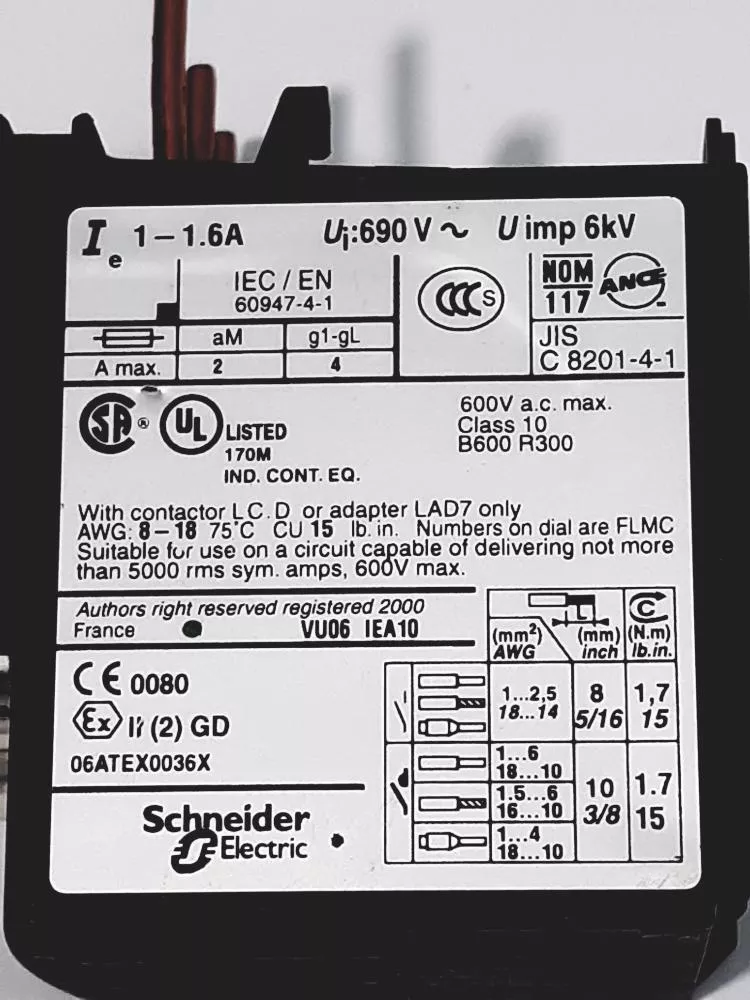 Ie 1–1.6A Ui:690 V ~ U imp 6kV
IEC / EN
60947-4-1
CCC S
NOM
117
ANCE
aM g1-gL
A max. 2 4
JIS
C 8201-4-1
SA ® UL LISTED
170M
IND. CONT. EQ.
600V a.c. max.
Class 10
B600 R300
With contactor LC.D or adapter LAD7 only
AWG: 8–18 75°C CU 15 lb. in. Numbers on dial are FLMC
Suitable for use on a circuit capable of delivering not more
than 5000 rms sym. amps, 600V max.
Authors right reserved registered 2000
France VU06 IEA10
CE 0080
Ex II (2) GD
06ATEX0036X
Schneider
Electric
L C
(mm²) (mm) (N.m)
AWG inch lb.in.
1...2,5 8 1,7
18...14 5/16 15
1...6
18...10
1.5...6 10 1.7
16...10 3/8 15
1...4
18...10